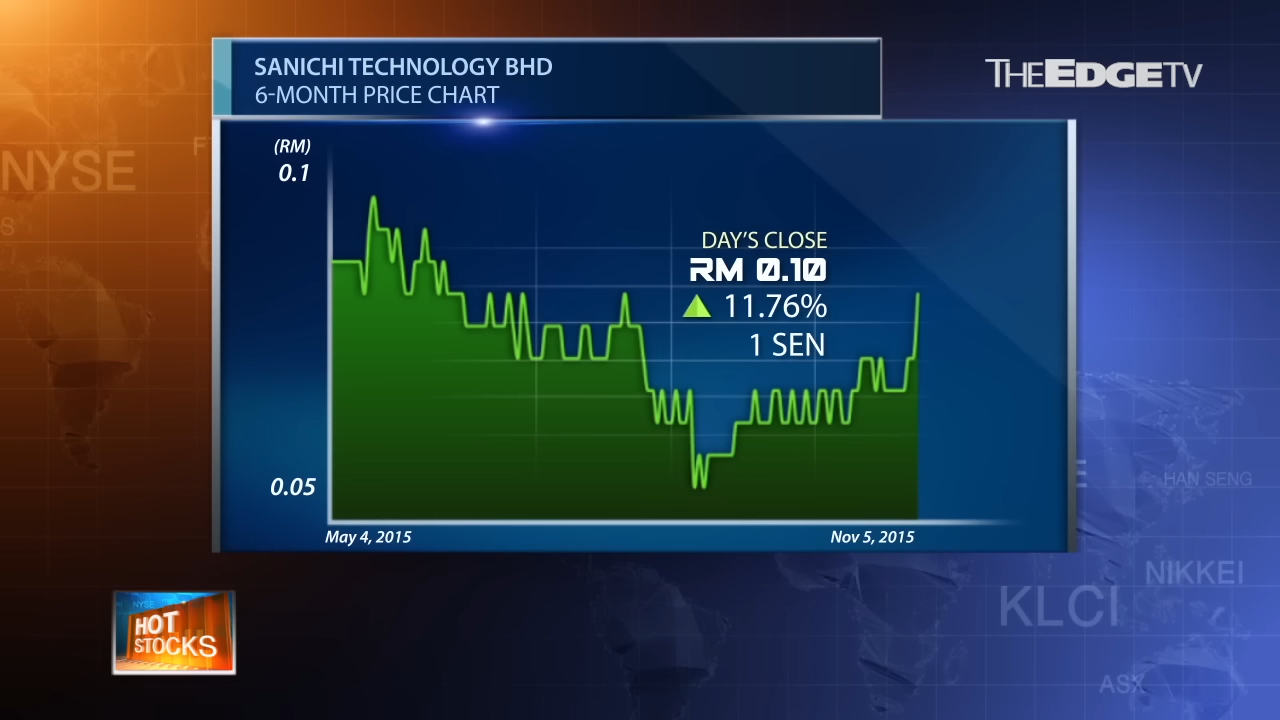 SANICHI TECHNOLOGY BHD
6-MONTH PRICE CHART
THEEDGETV
(RM)
0.1
NYSE
DAY'S CLOSE
RM 0.10
11.76%
1 SEN
0.05
HAN SENG
May 4, 2015
Nov 5, 2015
NIKKEI
KLCI
NYSE
HOT
STOCKS
ASX